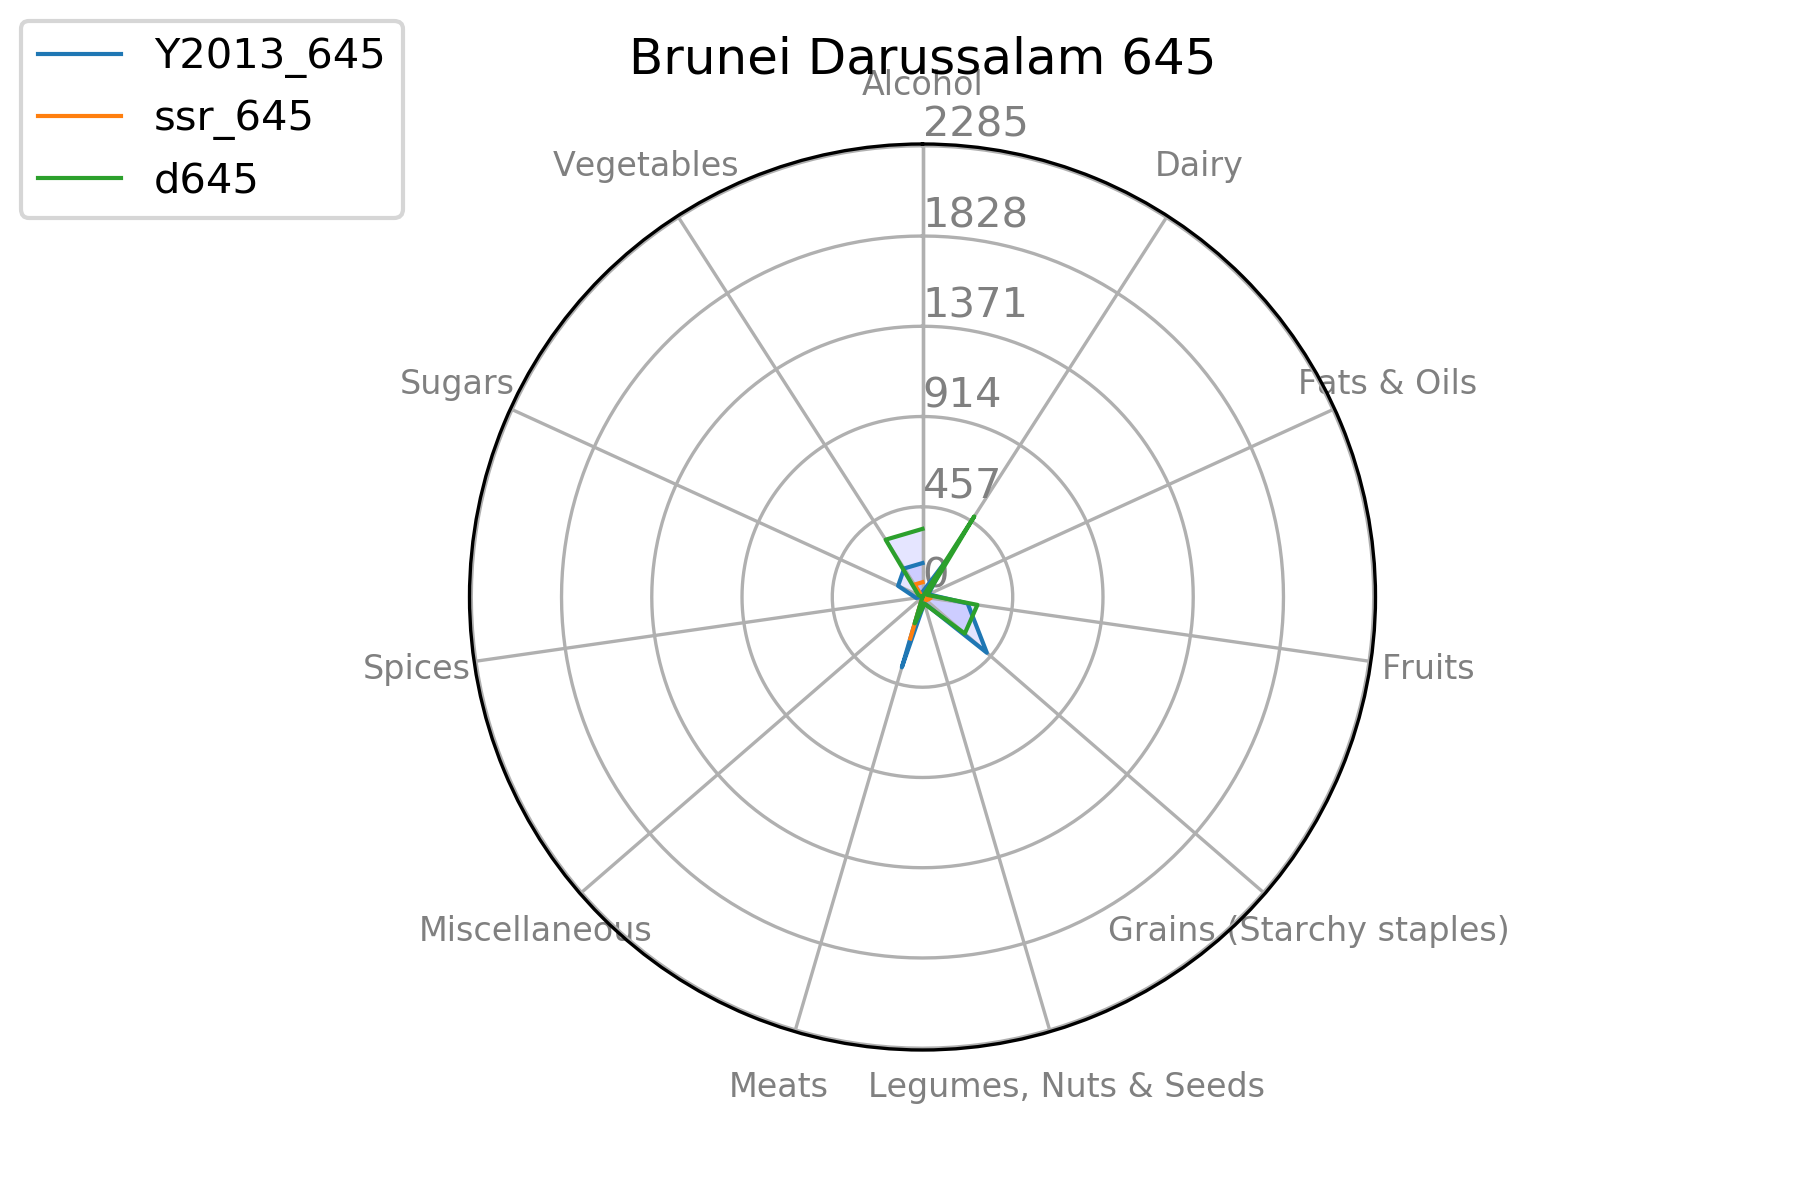 Y2013_645
ssr_645
d645
Brunei Darussalam 645
Alcohol
2285
Vegetables
Dairy
1828
1371
Sugars
Fats & Oils
914
457
0
Spices
Fruits
Miscellaneous
Grains (Starchy staples)
Meats
Legumes, Nuts & Seeds